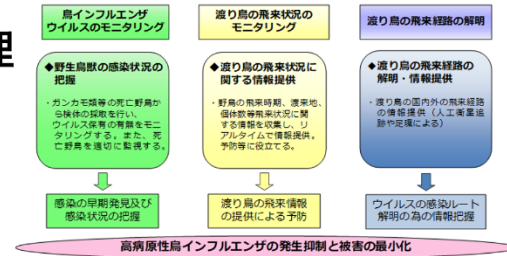 理
鳥インフルエンザ
ウイルスのモニタリング
◆野生鳥獣の感染状況の
把握
・ガンカモ類等の死亡野鳥か
ら検体の採取を行い、
ウイルス保有の有無をモニ
タリングする。また、死
亡野鳥を適切に監視する。
感染の早期発見及び
感染状況の把握
渡り鳥の飛来状況の
モニタリング
◆渡り鳥の飛来状況に
関する情報提供
・野鳥の飛来時期、渡来地、
個体数等飛来状況に関
する情報を収集し、リ
アルタイムで情報提供。
予防等に役立てる。
渡り鳥の飛来情報
の提供による予防
渡り鳥の飛来経路の解明
◆渡り鳥の飛来経路の
解明・情報提供
・渡り鳥の国内外の飛来経路
の情報提供（人工衛星追
跡や足環による）
ウイルスの感染ルート
解明の為の情報把握
高病原性鳥インフルエンザの発生抑制と被害の最小化